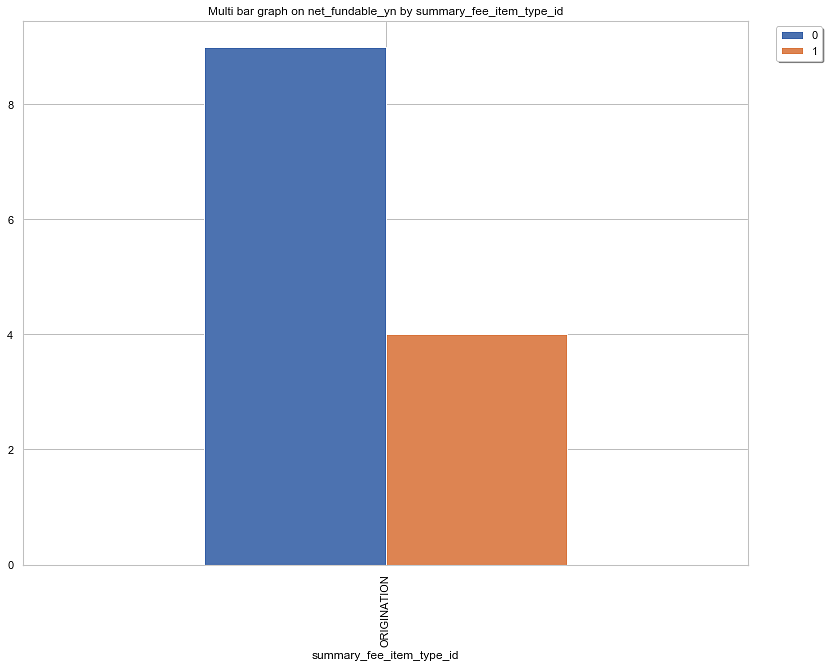 Multi bar graph on net_fundable_yn by summary_fee_item_type_id
0
1
8
6
4
2
0
ORIGINATION
summary_fee_item_type_id